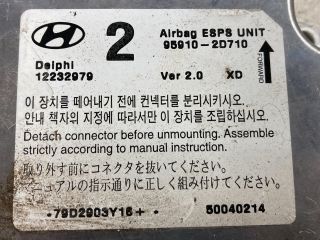 2
Airbag ESPS UNIT
95910-2D710
Delphi
12232979
Ver 2.0 XD
FORWARD
이 장치를 떼어내기 전에 컨넥터를 분리시키시오.
안내 책자위 지정에 따라서만 이 장치를 조립하십시오.
Detach connector before unmounting. Assemble
strictly according to manual instruction.
取り外す前にコネクタを抜いてください。
マニュアルの指示通りに正しく組み付けてください。
-79D2903Y16+ -
50040214